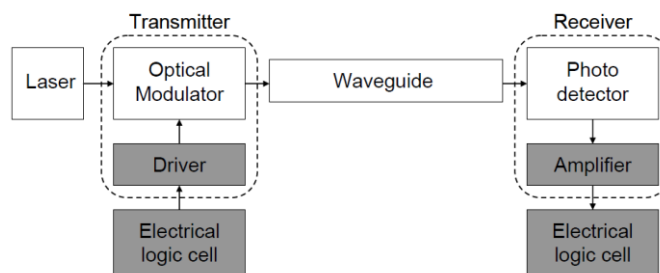 Transmitter
Receiver
Laser
Optical
Modulator
Waveguide
Photo
detector
Driver
Amplifier
Electrical
logic cell
Electrical
logic cell